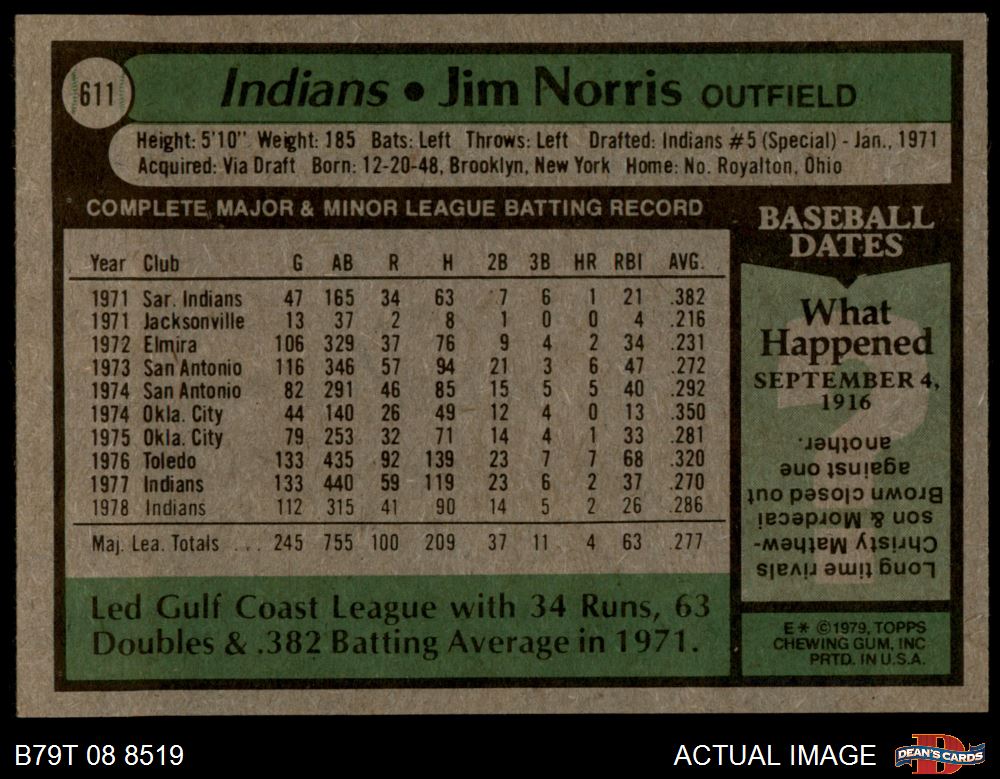 611
Indians • Jim Norris OUTFIELD
Height: 5'10" Weight: 185 Bats: Left Throws: Left Drafted: Indians #5 (Special) - Jan., 1971
Acquired: Via Draft Born: 12-20-48, Brooklyn, New York Home: No. Royalton, Ohio
COMPLETE MAJOR & MINOR LEAGUE BATTING RECORD
Year Club G AB R H 2B 3B HR RBI AVG.
1971 Sar. Indians 47 165 34 63 7 6 1 21 .382
1971 Jacksonville 13 37 2 8 1 0 0 4 .216
1972 Elmira 106 329 37 76 9 4 2 34 .231
1973 San Antonio 116 346 57 94 21 3 6 47 .272
1974 San Antonio 82 291 46 85 15 5 5 40 .292
1974 Okla. City 44 140 26 49 12 4 0 13 .350
1975 Okla. City 79 253 32 71 14 4 1 33 .281
1976 Toledo 133 435 92 139 23 7 7 68 .320
1977 Indians 133 440 59 119 23 6 2 37 .270
1978 Indians 112 315 41 90 14 5 2 26 .286
Maj. Lea. Totals ... 245 755 100 209 37 11 4 63 .277
Led Gulf Coast League with 34 Runs, 63
Doubles & .382 Batting Average in 1971.
BASEBALL
DATES
What
Happened
SEPTEMBER 4,
1916
Long time rivals
Christy Mathew-
son & Mordecai
Brown closed out
against one
another.
E* ©1979, TOPPS
CHEWING GUM, INC
PRTD. IN U.S.A.
B79T 08 8519
ACTUAL IMAGE
DEAN'S CARDS